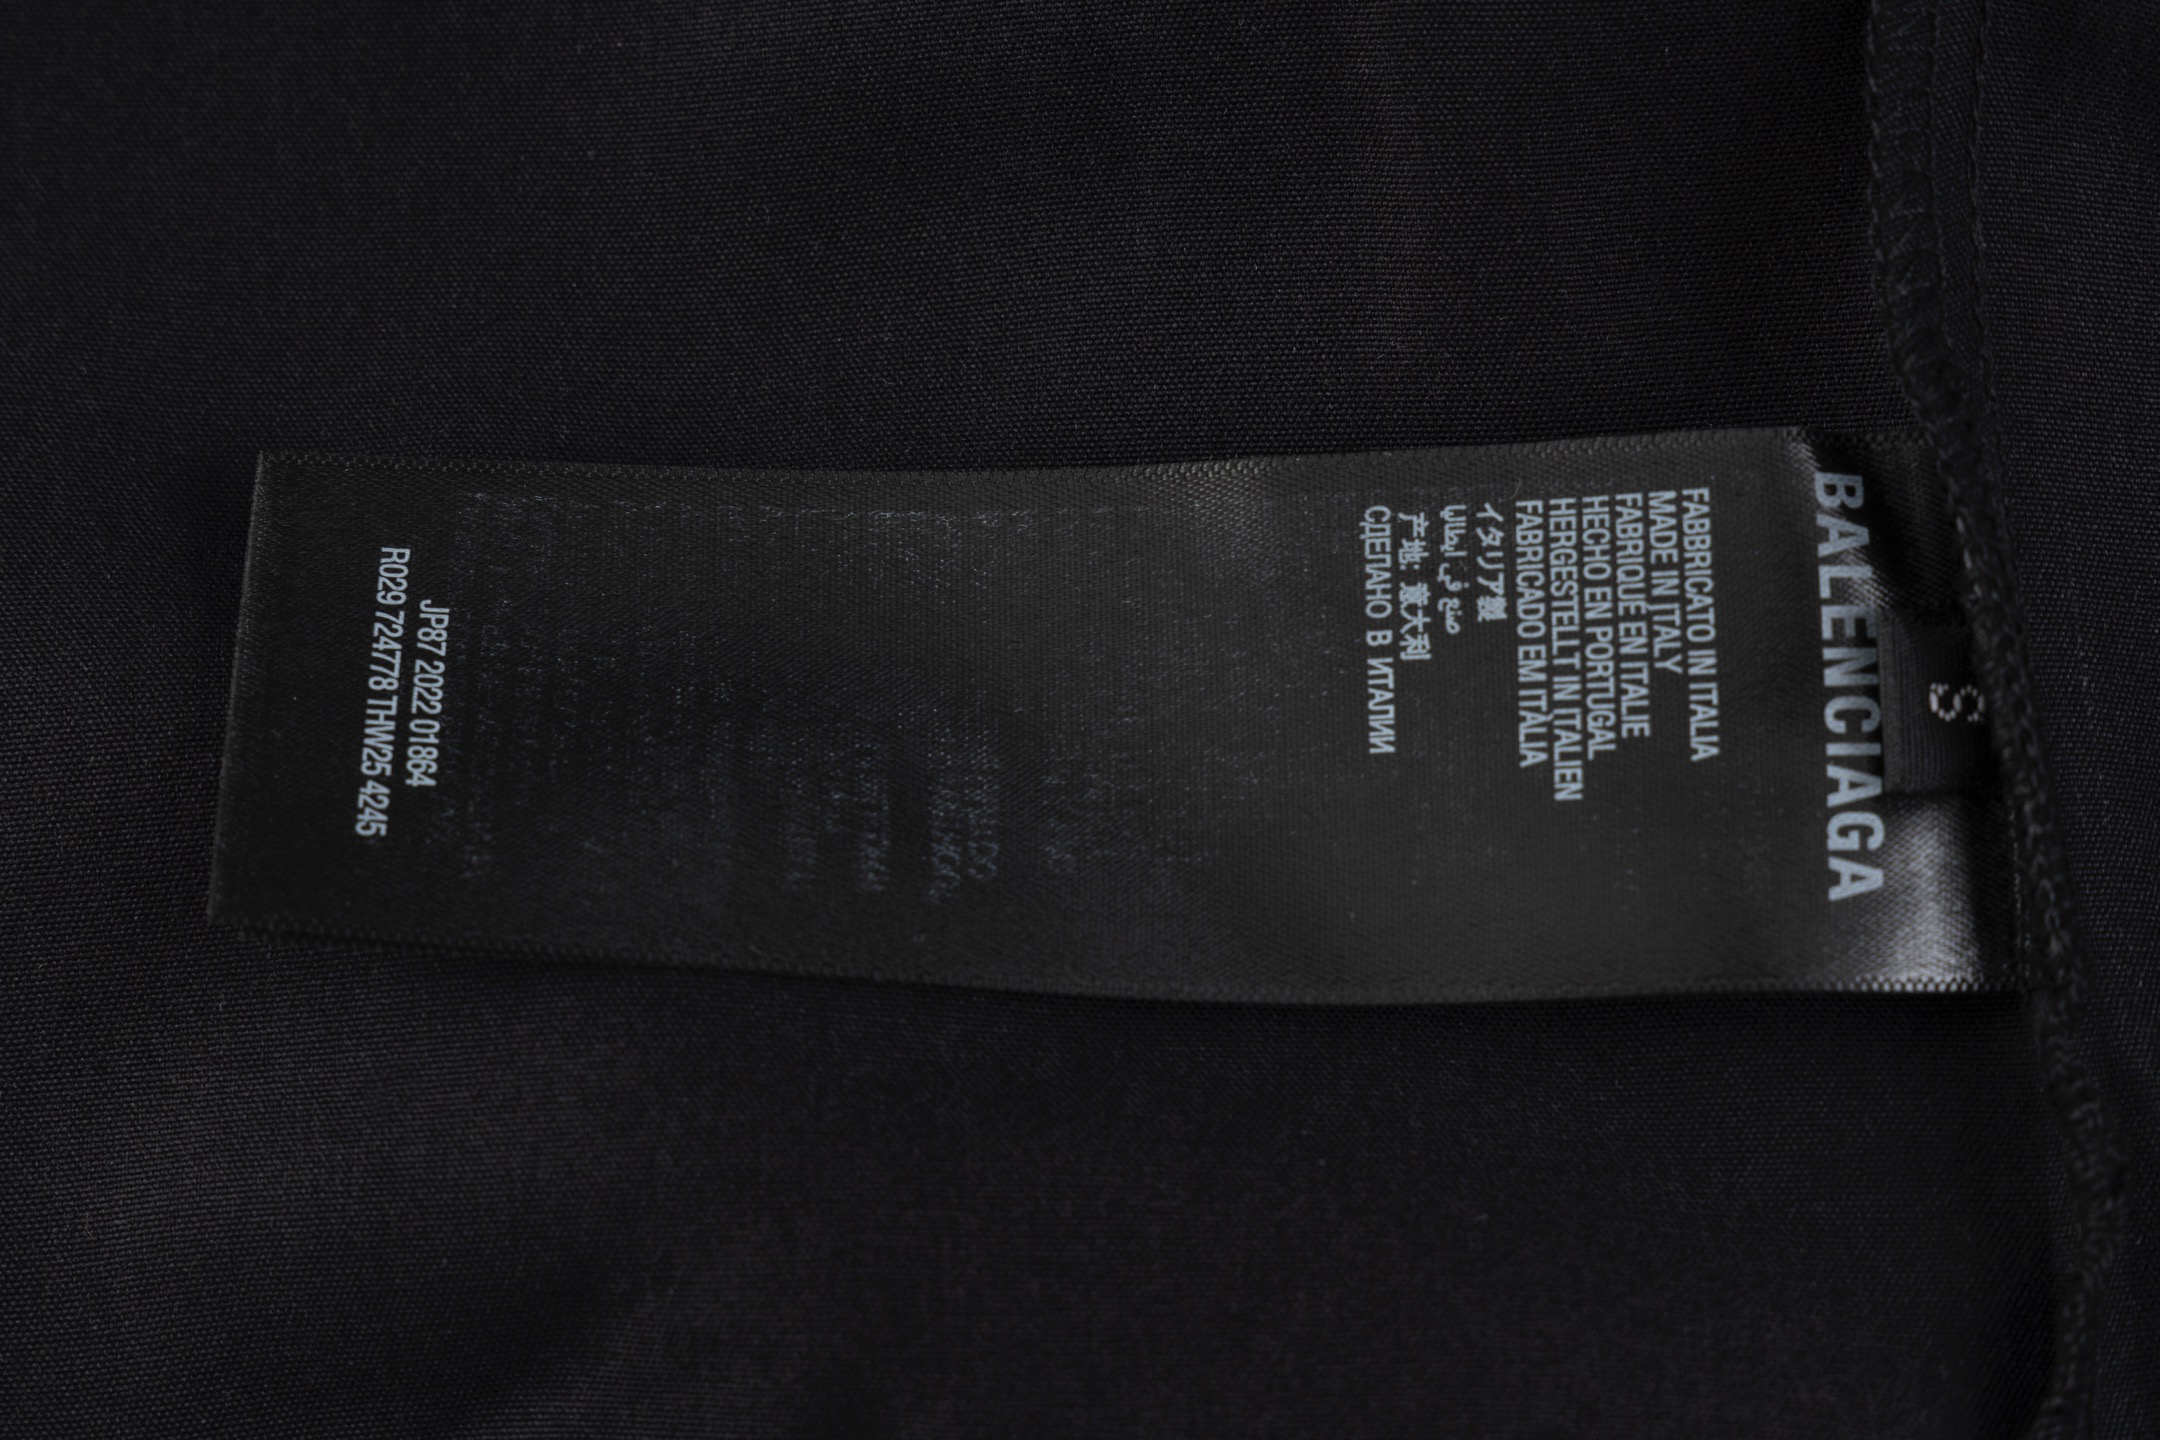 S
BALENCIAGA
FABBRICATO IN ITALIA
MADE IN ITALY
FABRIQUÉ EN ITALIE
HECHO EN PORTUGAL
HERGESTELLT IN ITALIEN
FABRICADO EM ITÀLIA
イタリア製
صنع في ايطاليا
产地: 意大利
СДЕЛАНО В ИТАЛИИ
JP87 2022 01864
R029 724778 THW25 4245